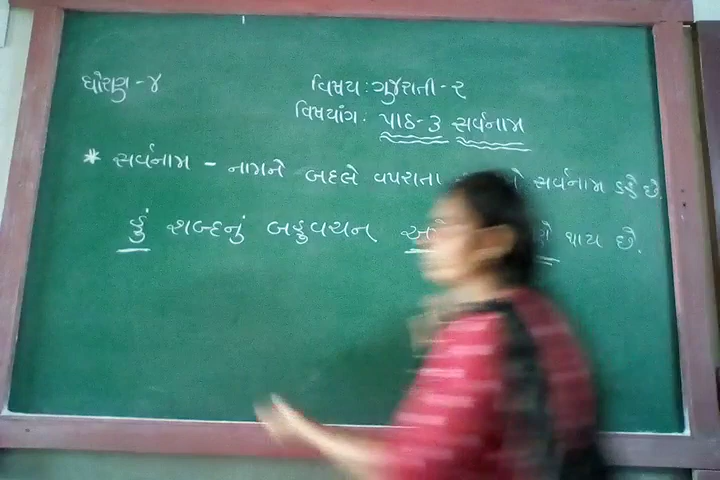 ધોરણ - ૪
વિષય : ગુજરાતી - ૨
વિષયાંગ : પાઠ - ૩ સર્વનામ
* સર્વનામ - નામને બદલે વપરાતા સર્વનામ કહે છે.
હું શબ્દનું બહુવચન થાય છે.